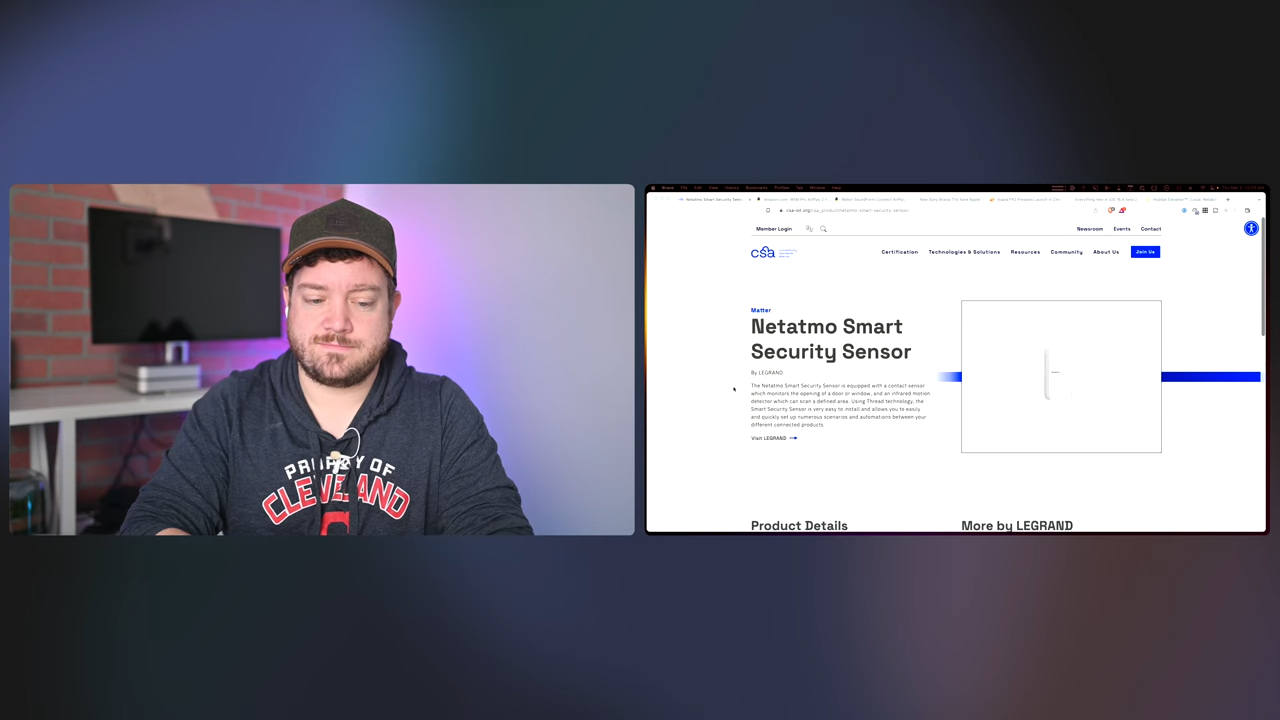 PROPERTY OF
CLEVELAND
C
Member Login
Newsroom
Events
Contact
csa
Certification
Technologies & Solutions
Resources
Community
About Us
Join Us
Matter
Netatmo Smart
Security Sensor
By LEGRAND
The Netatmo Smart Security Sensor is equipped with a contact sensor
which monitors the opening of a door or window, and an infrared motion
detector which can scan a defined area. Using Thread technology, the
Smart Security Sensor is very easy to install and allows you to easily
and quickly set up numerous scenarios and automations between your
different connected products.
Visit LEGRAND
Product Details
More by LEGRAND